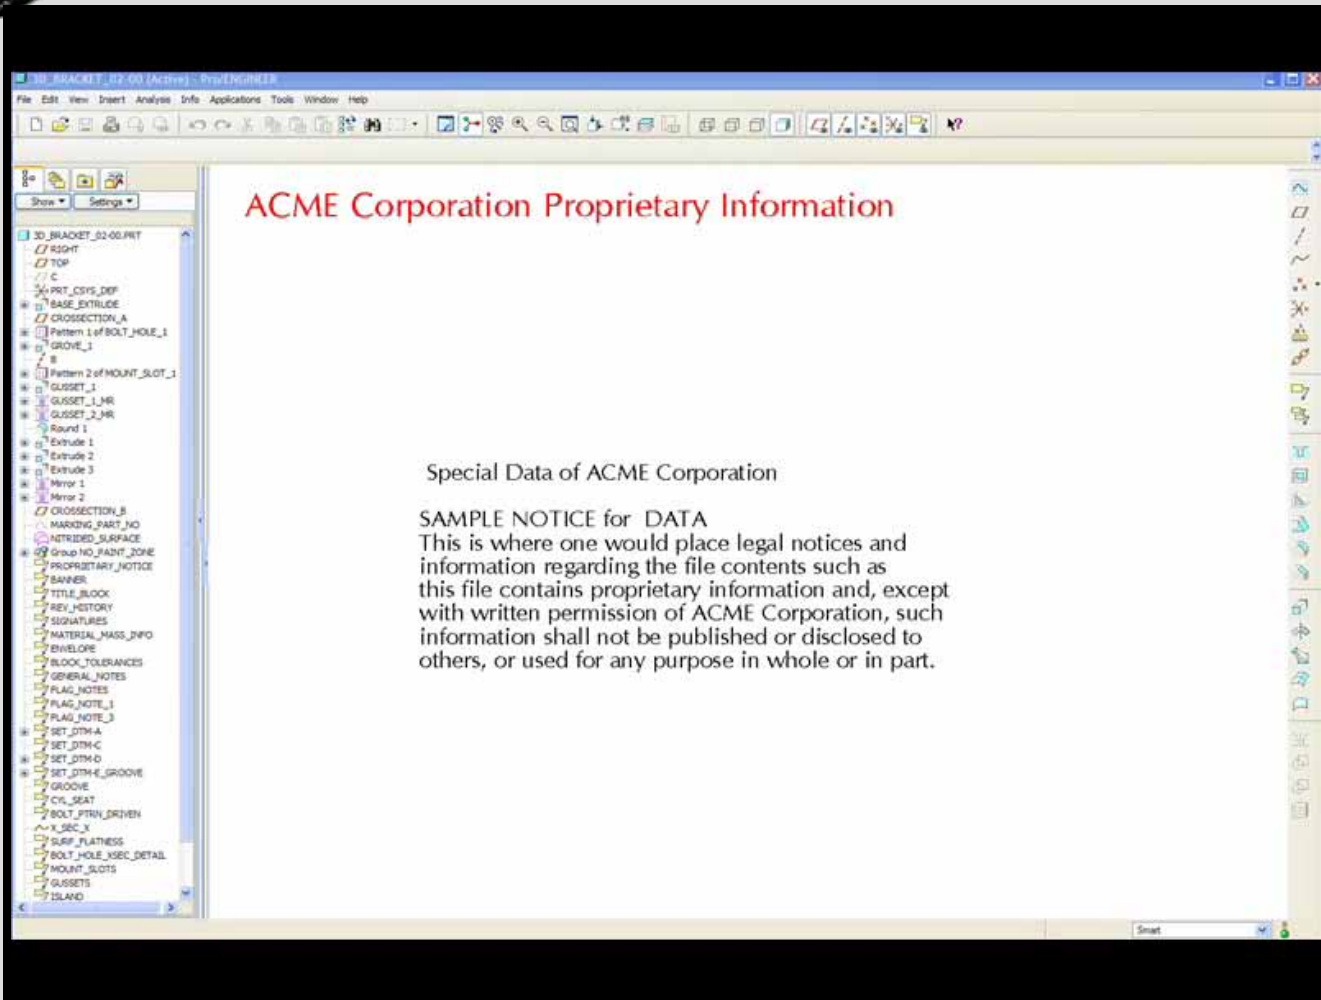 3D_BRACKET_02-00 (Active) - Pro/ENGINEER
File Edit View Insert Analysis Info Applications Tools Window Help
Show Settings
ACME Corporation Proprietary Information
3D_BRACKET_02-00.PRT
RIGHT
TOP
C
PRT_CSYS_DEF
BASE_EXTRUDE
CROSSECTION_A
Pattern 1 of BOLT_HOLE_1
GROVE_1
B
Pattern 2 of MOUNT_SLOT_1
GUSSET_1
GUSSET_1_MR
GUSSET_2_MR
Round 1
Extrude 1
Extrude 2
Extrude 3
Mirror 1
Mirror 2
CROSSECTION_B
MARKING_PART_NO
NITRIDED_SURFACE
Group NO_PAINT_ZONE
PROPRIETARY_NOTICE
BANNER
TITLE_BLOCK
REV_HISTORY
SIGNATURES
MATERIAL_MASS_INFO
ENVELOPE
BLOCK_TOLERANCES
GENERAL_NOTES
FLAG_NOTES
FLAG_NOTE_1
FLAG_NOTE_3
SET_DTM-A
SET_DTM-C
SET_DTM-D
SET_DTM-E_GROOVE
GROOVE
CYL_SEAT
BOLT_PTRN_DRIVEN
X_SEC_X
SURF_FLATNESS
BOLT_HOLE_XSEC_DETAIL
MOUNT_SLOTS
GUSSETS
ISLAND
Special Data of ACME Corporation
SAMPLE NOTICE for DATA
This is where one would place legal notices and
information regarding the file contents such as
this file contains proprietary information and, except
with written permission of ACME Corporation, such
information shall not be published or disclosed to
others, or used for any purpose in whole or in part.
Smart